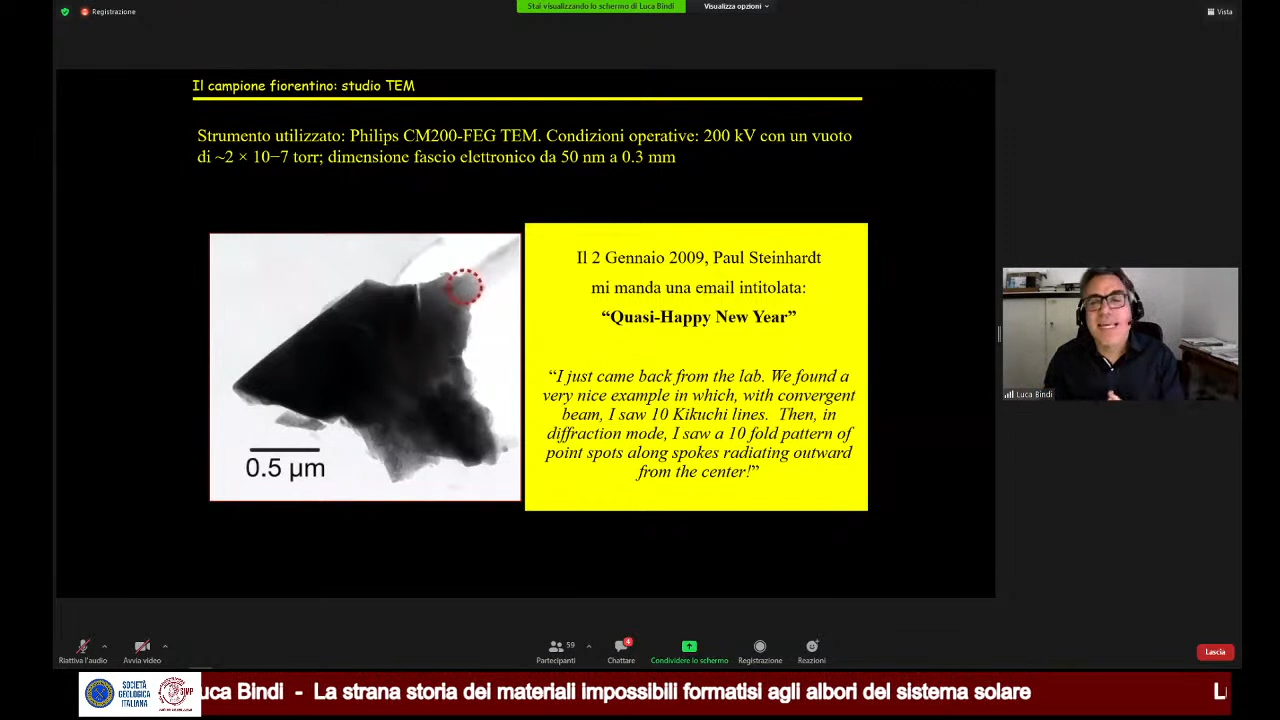 Registrazione
Stai visualizzando lo schermo di Luca Bindi
Visualizza opzioni
Vista
Il campione fiorentino: studio TEM
Strumento utilizzato: Philips CM200-FEG TEM. Condizioni operative: 200 kV con un vuoto
di ~2 × 10−7 torr; dimensione fascio elettronico da 50 nm a 0.3 mm
0.5 µm
Il 2 Gennaio 2009, Paul Steinhardt
mi manda una email intitolata:
“Quasi-Happy New Year”
“I just came back from the lab. We found a
very nice example in which, with convergent
beam, I saw 10 Kikuchi lines. Then, in
diffraction mode, I saw a 10 fold pattern of
point spots along spokes radiating outward
from the center!”
Luca Bindi
Riattiva l'audio
Avvia video
59
Partecipanti
4
Chattare
Condividere lo schermo
Registrazione
Reazioni
Lascia
SOCIETÀ
GEOLOGICA
ITALIANA
uca Bindi - La strana storia dei materiali impossibili formatisi agli albori del sistema solare